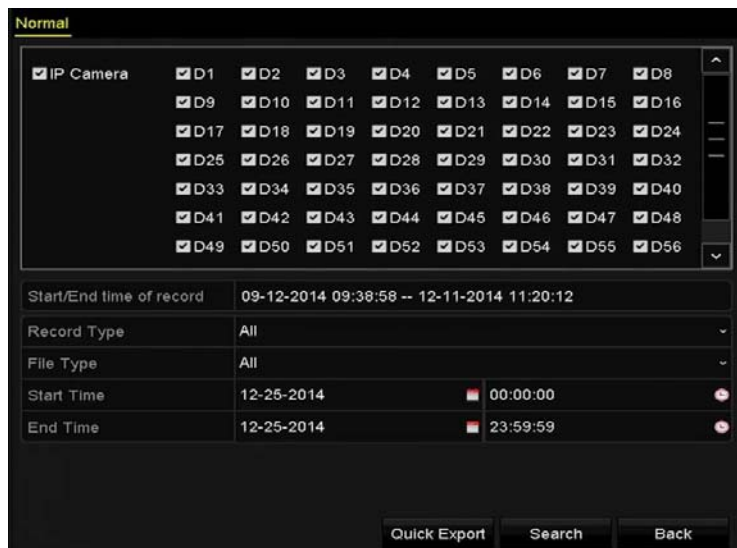 Normal
IP Camera D1 D2 D3 D4 D5 D6 D7 D8
D9 D10 D11 D12 D13 D14 D15 D16
D17 D18 D19 D20 D21 D22 D23 D24
D25 D26 D27 D28 D29 D30 D31 D32
D33 D34 D35 D36 D37 D38 D39 D40
D41 D42 D43 D44 D45 D46 D47 D48
D49 D50 D51 D52 D53 D54 D55 D56
Start/End time of record 09-12-2014 09:38:58 -- 12-11-2014 11:20:12
Record Type All
File Type All
Start Time 12-25-2014 00:00:00
End Time 12-25-2014 23:59:59
Quick Export Search Back